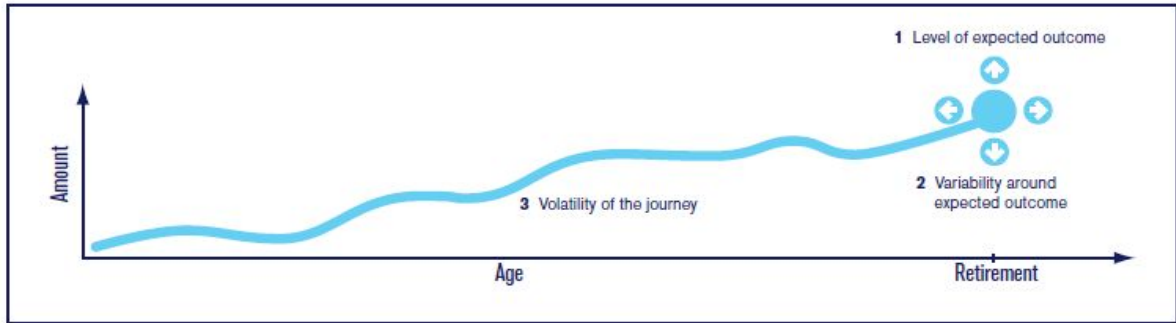 1 Level of expected outcome
Amount
3 Volatility of the journey
2 Variability around
expected outcome
Age
Retirement